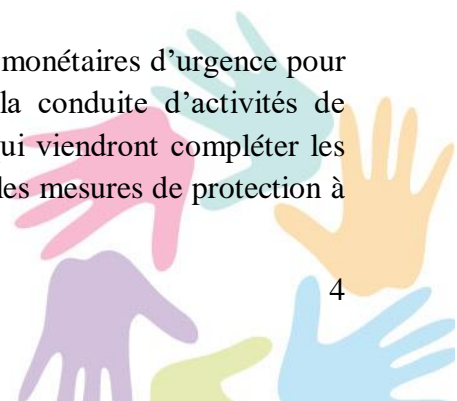 monétaires d’urgence pour
la conduite d’activités de
ui viendront compléter les
les mesures de protection à
4